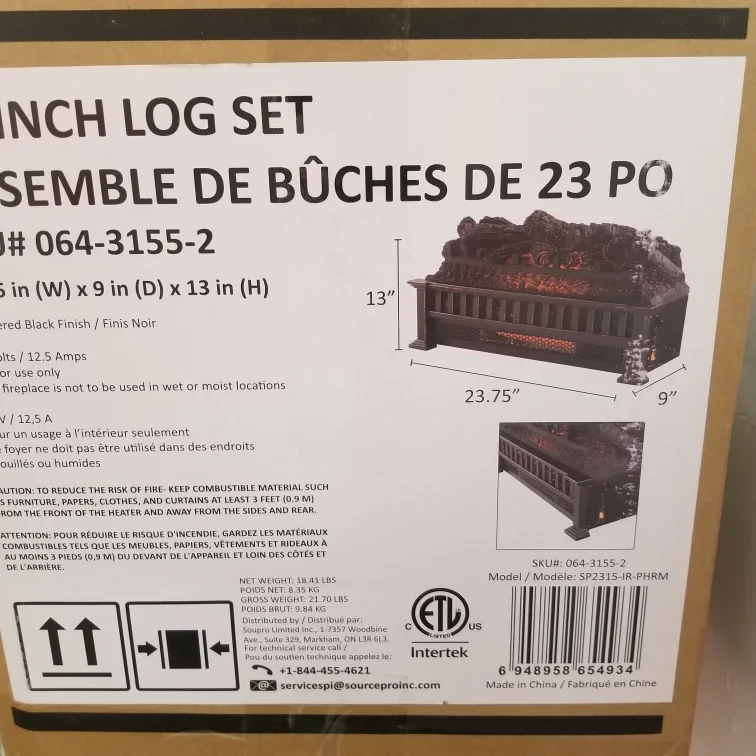 INCH LOG SET
SEMBLE DE BÛCHES DE 23 PO
# 064-3155-2
in (W) x 9 in (D) x 13 in (H)
ered Black Finish / Finis Noir
olts / 12.5 Amps
or use only
fireplace is not to be used in wet or moist locations
V / 12,5 A
ur un usage à l'intérieur seulement
foyer ne doit pas être utilisé dans des endroits
ouillés ou humides
AUTION: TO REDUCE THE RISK OF FIRE- KEEP COMBUSTIBLE MATERIAL SUCH
S FURNITURE, PAPERS, CLOTHES, AND CURTAINS AT LEAST 3 FEET (0.9 M)
ROM THE FRONT OF THE HEATER AND AWAY FROM THE SIDES AND REAR.
ATTENTION: POUR RÉDUIRE LE RISQUE D'INCENDIE, GARDEZ LES MATÉRIAUX
COMBUSTIBLES TELS QUE LES MEUBLES, PAPIERS, VÊTEMENTS ET RIDEAUX À
AU MOINS 3 PIEDS (0,9 M) DU DEVANT DE L'APPAREIL ET LOIN DES CÔTÉS ET
DE L'ARRIÈRE.
13"
23.75"
9"
SKU#: 064-3155-2
Model / Modèle: SP2315-IR-PHRM
NET WEIGHT: 18.41 LBS
POIDS NET: 8.35 KG
GROSS WEIGHT: 21.70 LBS
POIDS BRUT: 9.84 KG
Distributed by / Distribué par:
Soupro Limited Inc., 1-7357 Woodbine
Ave., Suite 329, Markham, ON L3R 6L3.
For technical service call /
Pou du soutien technique appelez le:
+1-844-455-4621
servicespi@sourceproinc.com
C ETL US
LISTED
Intertek
6 948958 654934
Made in China / Fabriqué en Chine